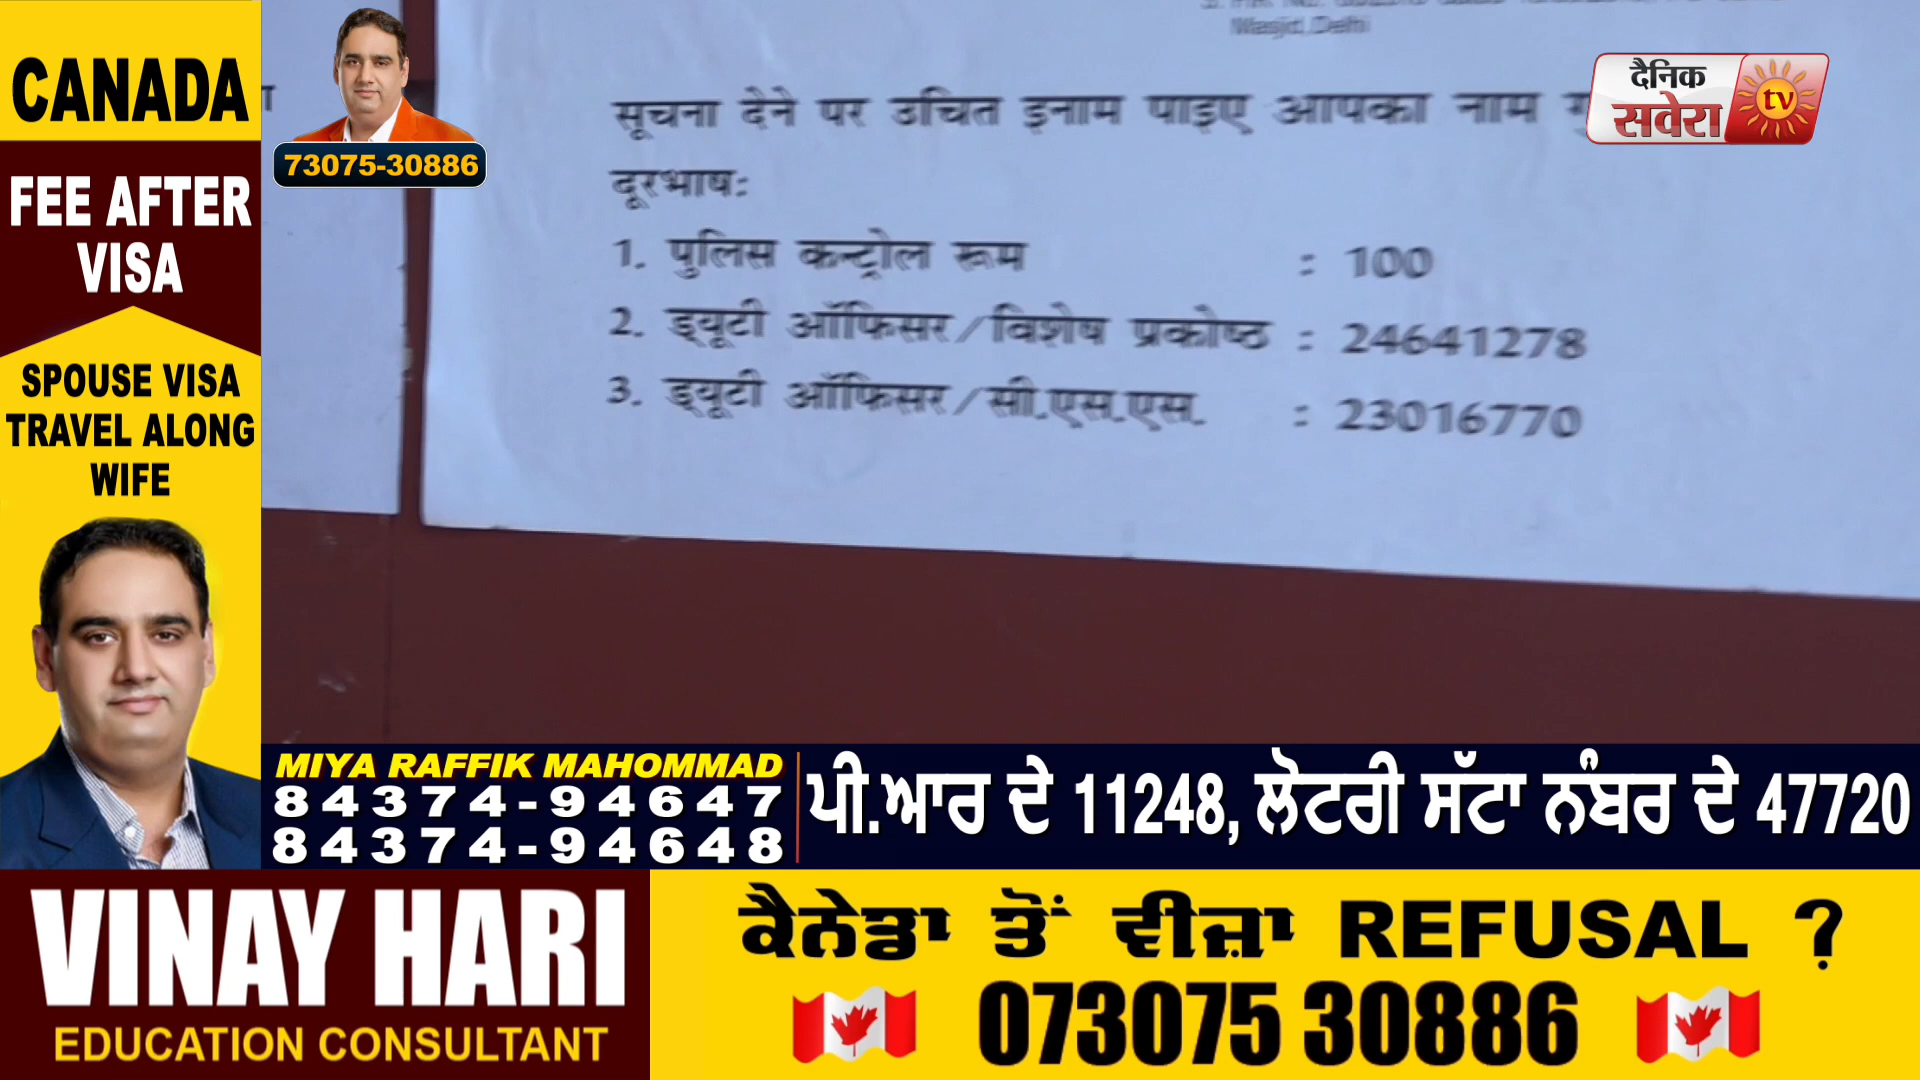 CANADA
FEE AFTER
VISA
SPOUSE VISA
TRAVEL ALONG
WIFE
73075-30886
Masjid, Delhi
सूचना देने पर उचित इनाम पाइए आपका नाम
दूरभाष:
1. पुलिस कन्ट्रोल रूम : 100
2. ड्यूटी ऑफिसर/विशेष प्रकोष्ठ : 24641278
3. ड्यूटी ऑफिसर/सी.एस.एस. : 23016770
दैनिक
सवेरा
tv
MIYA RAFFIK MAHOMMAD
84374-94647
84374-94648
ਪੀ.ਆਰ ਦੇ 11248, ਲੋਟਰੀ ਸੱਟਾ ਨੰਬਰ ਦੇ 47720
VINAY HARI
EDUCATION CONSULTANT
ਕੈਨੇਡਾ ਤੋਂ ਵੀਜ਼ਾ REFUSAL ?
073075 30886